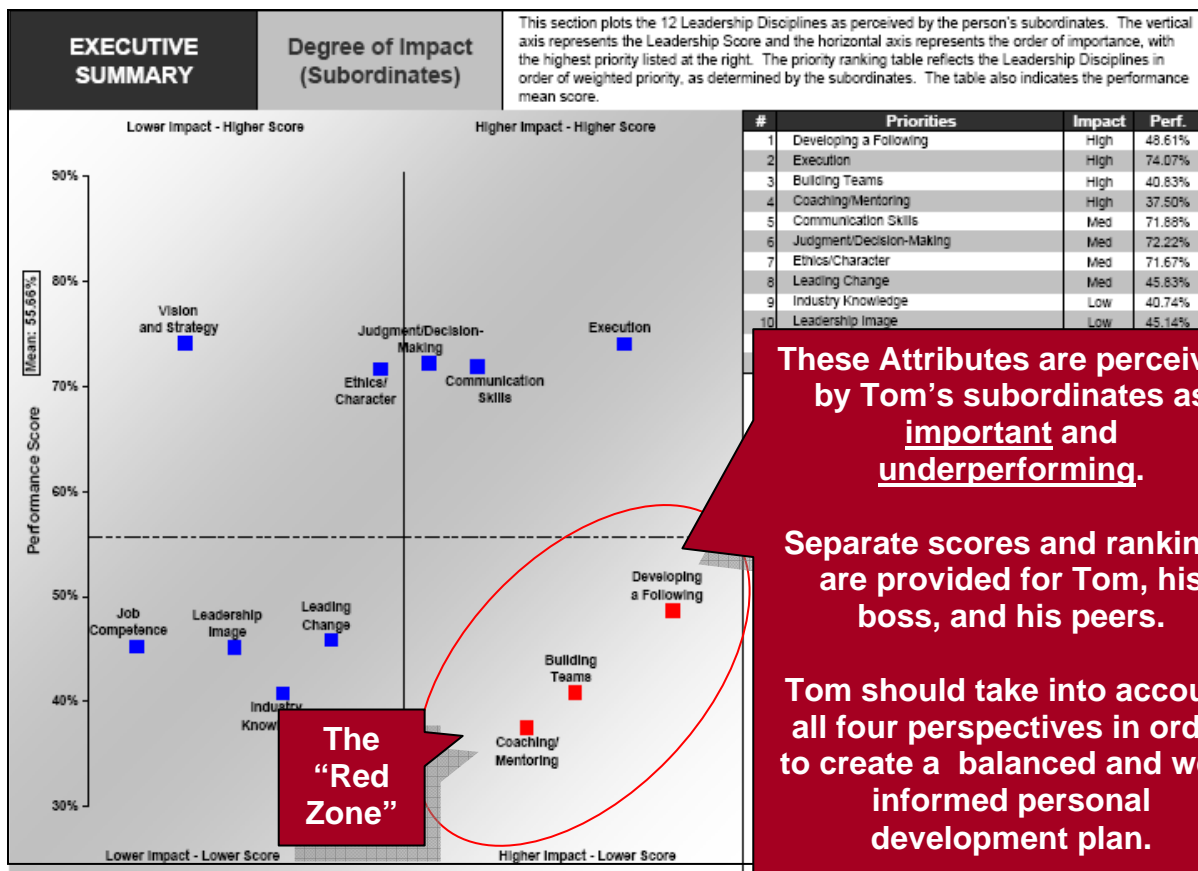 EXECUTIVE
SUMMARY
Degree of Impact
(Subordinates)
This section plots the 12 Leadership Disciplines as perceived by the person's subordinates. The vertical
axis represents the Leadership Score and the horizontal axis represents the order of importance, with
the highest priority listed at the right. The priority ranking table reflects the Leadership Disciplines in
order of weighted priority, as determined by the subordinates. The table also indicates the performance
mean score.
Lower Impact - Higher Score
Higher Impact - Higher Score
90%
80%
70%
60%
50%
40%
30%
Mean: 55.66%
Performance Score
Vision
and Strategy
Judgment/Decision-
Making
Execution
Ethics/
Character
Communication
Skills
Developing
a Following
Job
Competence
Leadership
Image
Leading
Change
Building
Teams
Industry
Coaching/
Mentoring
The
“Red
Zone”
Lower Impact - Lower Score
Higher Impact - Lower Score
# Priorities Impact Perf.
1 Developing a Following High 48.61%
2 Execution High 74.07%
3 Building Teams High 40.83%
4 Coaching/Mentoring High 37.50%
5 Communication Skills Med 71.88%
6 Judgment/Decision-Making Med 72.22%
7 Ethics/Character Med 71.67%
8 Leading Change Med 45.83%
9 Industry Knowledge Low 40.74%
10 Leadership Image Low 45.14%
These Attributes are
by Tom’s subordinates as
important and
underperforming.
Separate scores and
are provided for Tom, his
boss, and his peers.
Tom should take into
all four perspectives in
to create a balanced and
informed personal
development plan.